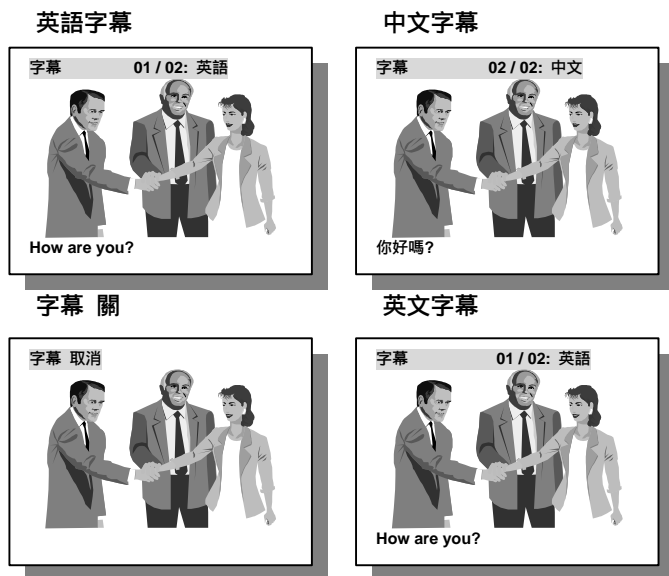 英語字幕
字幕 01 / 02: 英語
How are you?
中文字幕
字幕 02 / 02: 中文
你好嗎?
字幕 關
字幕 取消
英文字幕
字幕 01 / 02: 英語
How are you?